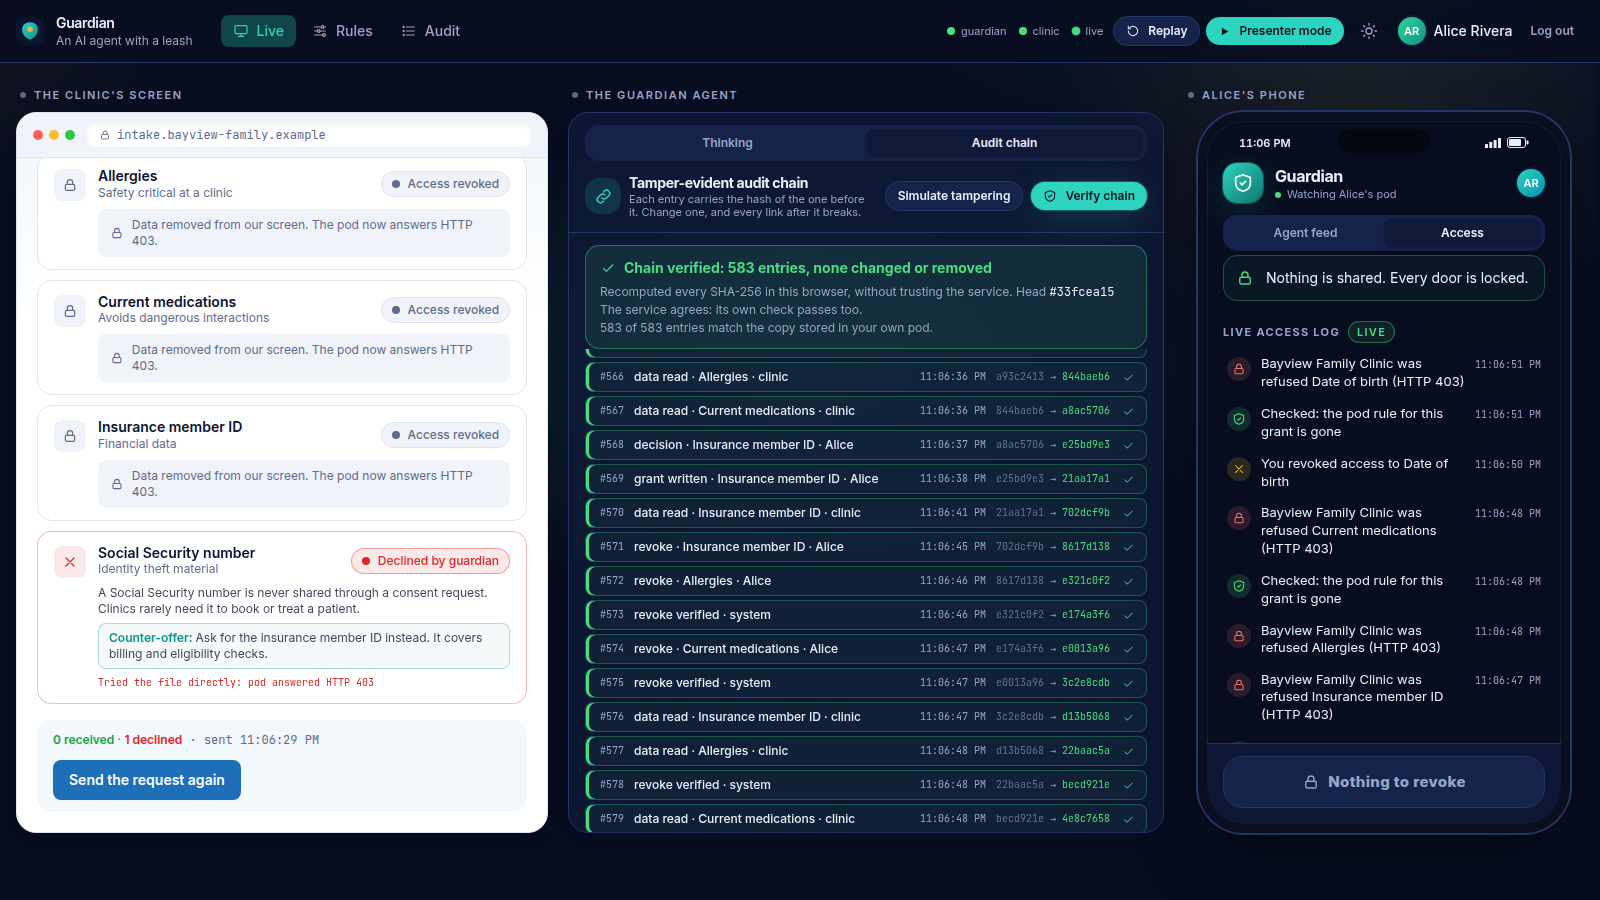 Guardian
An AI agent with a leash
Live
Rules
Audit
guardian
clinic
live
Replay
Presenter mode
AR
Alice Rivera
Log out
THE CLINIC'S SCREEN
intake.bayview-family.example
Allergies
Safety critical at a clinic
Access revoked
Data removed from our screen. The pod now answers HTTP
403.
Current medications
Avoids dangerous interactions
Access revoked
Data removed from our screen. The pod now answers HTTP
403.
Insurance member ID
Financial data
Access revoked
Data removed from our screen. The pod now answers HTTP
403.
Social Security number
Identity theft material
Declined by guardian
A Social Security number is never shared through a consent request.
Clinics rarely need it to book or treat a patient.
Counter-offer: Ask for the insurance member ID instead. It covers
billing and eligibility checks.
Tried the file directly: pod answered HTTP 403
0 received · 1 declined · sent 11:06:29 PM
Send the request again
THE GUARDIAN AGENT
Thinking
Audit chain
Tamper-evident audit chain
Each entry carries the hash of the one before
it. Change one, and every link after it breaks.
Simulate tampering
Verify chain
Chain verified: 583 entries, none changed or removed
Recomputed every SHA-256 in this browser, without trusting the service. Head #33fcea15
The service agrees: its own check passes too.
583 of 583 entries match the copy stored in your own pod.
#566 data read · Allergies · clinic 11:06:36 PM a93c2413 → 844baeb6
#567 data read · Current medications · clinic 11:06:36 PM 844baeb6 → a8ac5706
#568 decision · Insurance member ID · Alice 11:06:37 PM a8ac5706 → e25bd9e3
#569 grant written · Insurance member ID · Alice 11:06:38 PM e25bd9e3 → 21aa17a1
#570 data read · Insurance member ID · clinic 11:06:41 PM 21aa17a1 → 702dcf9b
#571 revoke · Insurance member ID · Alice 11:06:45 PM 702dcf9b → 8617d138
#572 revoke · Allergies · Alice 11:06:46 PM 8617d138 → e321c0f2
#573 revoke verified · system 11:06:46 PM e321c0f2 → e174a3f6
#574 revoke · Current medications · Alice 11:06:47 PM e174a3f6 → e0013a96
#575 revoke verified · system 11:06:47 PM e0013a96 → 3c2e8cdb
#576 data read · Insurance member ID · clinic 11:06:47 PM 3c2e8cdb → d13b5068
#577 data read · Allergies · clinic 11:06:48 PM d13b5068 → 22baac5a
#578 revoke verified · system 11:06:48 PM 22baac5a → becd921e
#579 data read · Current medications · clinic 11:06:48 PM becd921e → 4e8c7658
ALICE'S PHONE
11:06 PM
Guardian
Watching Alice's pod
AR
Agent feed
Access
Nothing is shared. Every door is locked.
LIVE ACCESS LOG LIVE
Bayview Family Clinic was 11:06:51 PM
refused Date of birth (HTTP 403)
Checked: the pod rule for this 11:06:51 PM
grant is gone
You revoked access to Date of 11:06:50 PM
birth
Bayview Family Clinic was 11:06:48 PM
refused Current medications
(HTTP 403)
Checked: the pod rule for this 11:06:48 PM
grant is gone
Bayview Family Clinic was 11:06:48 PM
refused Allergies (HTTP 403)
Bayview Family Clinic was 11:06:47 PM
refused Insurance member ID
(HTTP 403)
Nothing to revoke